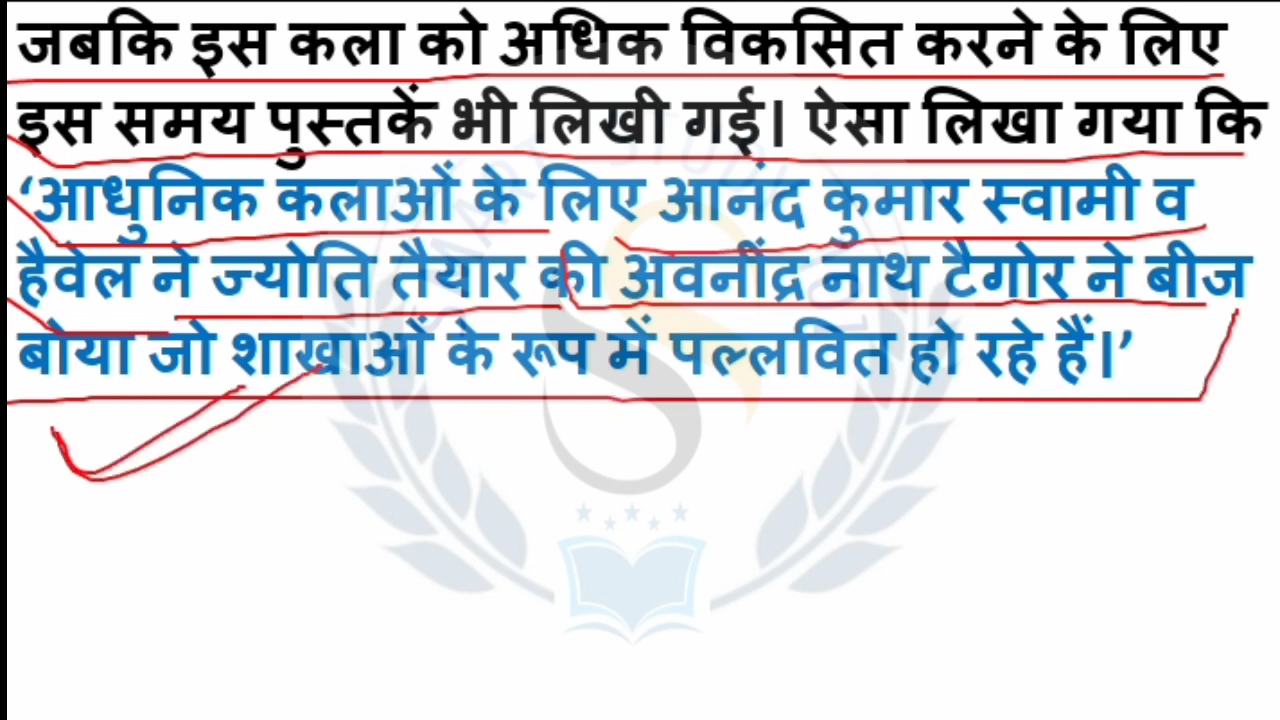 जबकि इस कला को अधिक विकसित करने के लिए
इस समय पुस्तकें भी लिखी गई। ऐसा लिखा गया कि
‘आधुनिक कलाओं के लिए आनंद कुमार स्वामी व
हैवेल ने ज्योति तैयार की अवनींद्र नाथ टैगोर ने बीज
बोया जो शाखाओं के रूप में पल्लवित हो रहे हैं।’